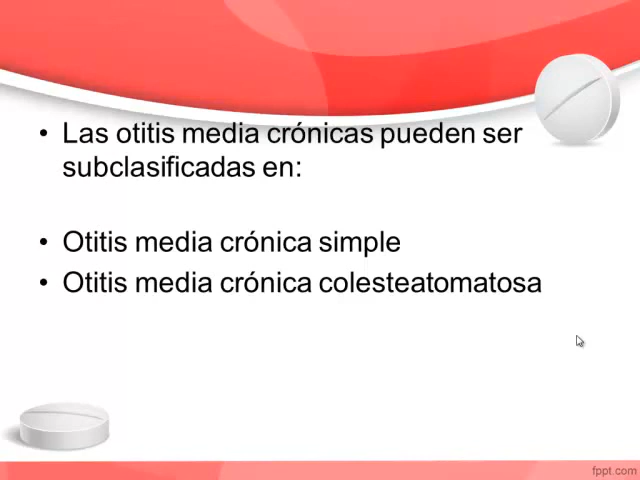 • Las otitis media crónicas pueden ser
subclasificadas en:
• Otitis media crónica simple
• Otitis media crónica colesteatomatosa
fppt.com